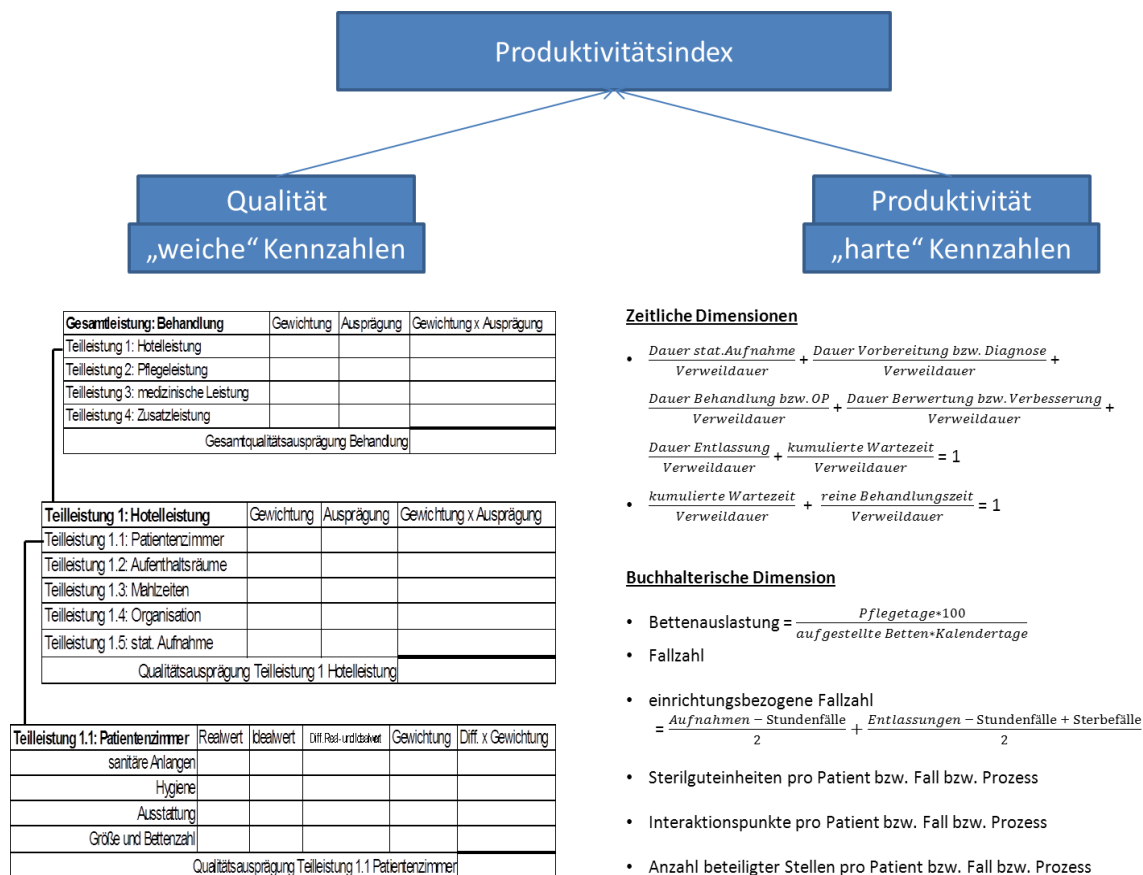 Produktivitätsindex
Qualität
„weiche“ Kennzahlen
Produktivität
„harte“ Kennzahlen
Gesamtleistung: Behandlung Gewichtung Ausprägung Gewichtung x Ausprägung
Teilleistung 1: Hotelleistung
Teilleistung 2: Pflegeleistung
Teilleistung 3: medizinische Leistung
Teilleistung 4: Zusatzleistung
Gesamtqualitätsausprägung Behandlung
Teilleistung 1: Hotelleistung Gewichtung Ausprägung Gewichtung x Ausprägung
Teilleistung 1.1: Patientenzimmer
Teilleistung 1.2: Aufenthaltsräume
Teilleistung 1.3: Mahlzeiten
Teilleistung 1.4: Organisation
Teilleistung 1.5: stat. Aufnahme
Qualitätsausprägung Teilleistung 1 Hotelleistung
Teilleistung 1.1: Patientenzimmer Realwert Idealwert Diff. Real- und Idealwert Gewichtung Diff. x Gewichtung
sanitäre Anlangen
Hygiene
Ausstattung
Größe und Bettenzahl
Qualitätsausprägung Teilleistung 1.1 Patientenzimmer
Zeitliche Dimensionen
• Dauer stat.Aufnahme / Verweildauer + Dauer Vorbereitung bzw. Diagnose / Verweildauer +
Dauer Behandlung bzw. OP / Verweildauer + Dauer Berwertung bzw. Verbesserung / Verweildauer +
Dauer Entlassung / Verweildauer + kumulierte Wartezeit / Verweildauer = 1
• kumulierte Wartezeit / Verweildauer + reine Behandlungszeit / Verweildauer = 1
Buchhalterische Dimension
• Bettenauslastung = Pflegetage*100 / aufgestellte Betten*Kalendertage
• Fallzahl
• einrichtungsbezogene Fallzahl
= Aufnahmen − Stundenfälle / 2 + Entlassungen − Stundenfälle + Sterbefälle / 2
• Sterilguteinheiten pro Patient bzw. Fall bzw. Prozess
• Interaktionspunkte pro Patient bzw. Fall bzw. Prozess
• Anzahl beteiligter Stellen pro Patient bzw. Fall bzw. Prozess